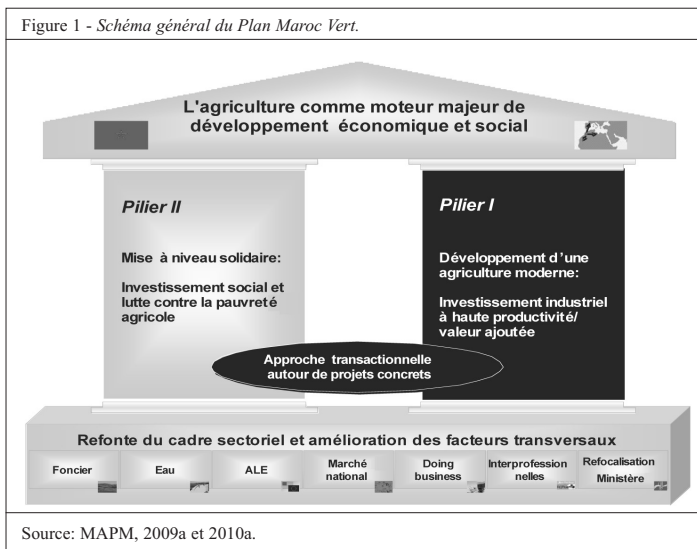 Figure 1 - Schéma général du Plan Maroc Vert.
L'agriculture comme moteur majeur de
développement économique et social
Pilier II
Mise à niveau solidaire:
Investissement social et
lutte contre la pauvreté
agricole
Pilier I
Développement d'une
agriculture moderne:
Investissement industriel
à haute productivité/
valeur ajoutée
Approche transactionnelle
autour de projets concrets
Refonte du cadre sectoriel et amélioration des facteurs transversaux
Foncier
Eau
ALE
Marché
national
Doing
business
Interprofession
nelles
Refocalisation
Ministère
Source: MAPM, 2009a et 2010a.